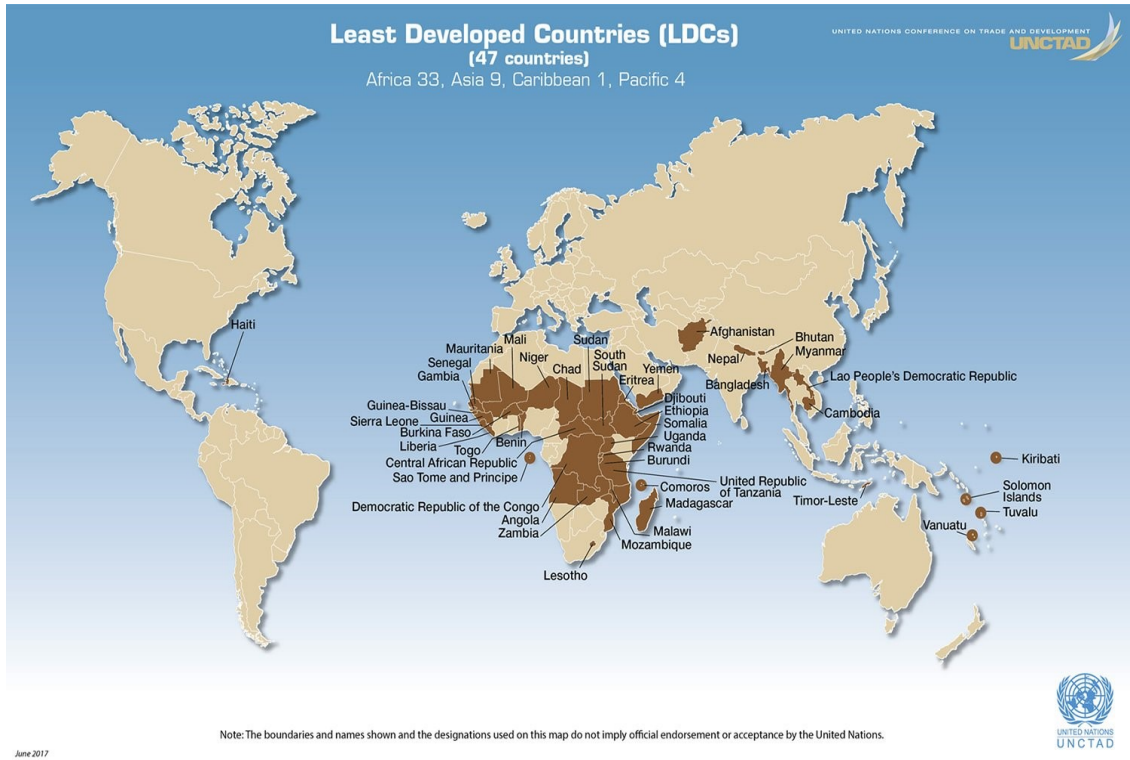 Least Developed Countries (LDCs)
(47 countries)
Africa 33, Asia 9, Caribbean 1, Pacific 4
UNITED NATIONS CONFERENCE ON TRADE AND DEVELOPMENT
UNCTAD
Haiti
Mauritania
Mali
Niger
Chad
Sudan
South
Sudan
Eritrea
Yemen
Senegal
Gambia
Guinea-Bissau
Guinea
Sierra Leone
Burkina Faso
Liberia
Togo
Benin
Central African Republic
Sao Tome and Principe
Democratic Republic of the Congo
Angola
Zambia
Lesotho
Djibouti
Ethiopia
Somalia
Uganda
Rwanda
Burundi
United Republic
of Tanzania
Comoros
Madagascar
Malawi
Mozambique
Afghanistan
Nepal
Bhutan
Myanmar
Bangladesh
Lao People's Democratic Republic
Cambodia
Timor-Leste
Kiribati
Solomon
Islands
Tuvalu
Vanuatu
Note: The boundaries and names shown and the designations used on this map do not imply official endorsement or acceptance by the United Nations.
June 2017
UNITED NATIONS
UNCTAD